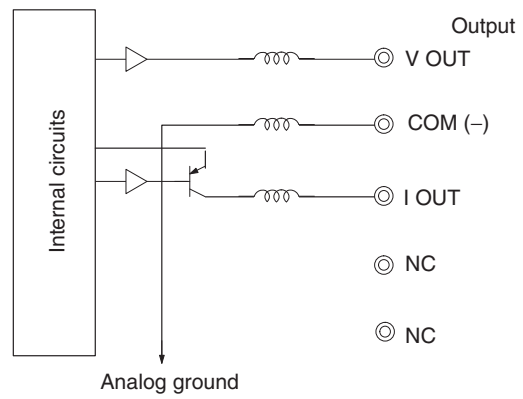 Output
V OUT
COM (–)
Internal circuits
I OUT
NC
NC
Analog ground